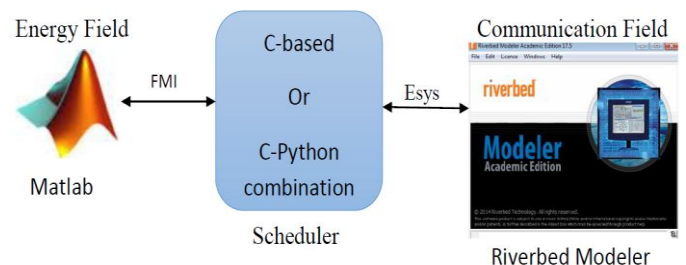 Energy Field
Matlab
FMI
C-based
Or
C-Python
combination
Scheduler
Esys
Communication Field
Riverbed Modeler Academic Edition 17.5
File Edit License Windows Help
riverbed
Modeler
Academic Edition
Riverbed Modeler